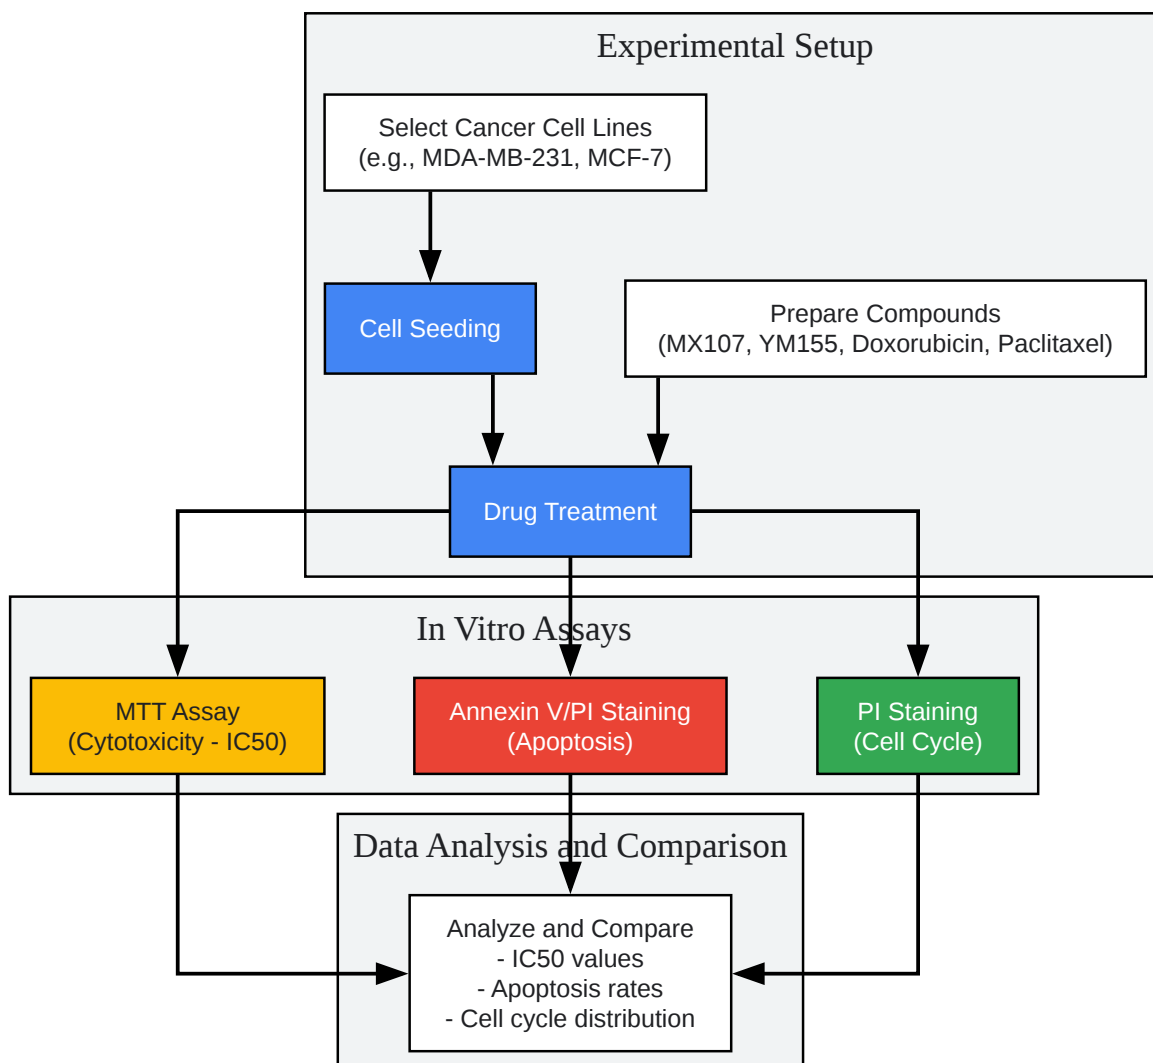 Experimental Setup
Select Cancer Cell Lines
(e.g., MDA-MB-231, MCF-7)
Cell Seeding
Prepare Compounds
(MX107, YM155, Doxorubicin, Paclitaxel)
Drug Treatment
In Vitro Assays
MTT Assay
(Cytotoxicity - IC50)
Annexin V/PI Staining
(Apoptosis)
PI Staining
(Cell Cycle)
Data Analysis and Comparison
Analyze and Compare
- IC50 values
- Apoptosis rates
- Cell cycle distribution